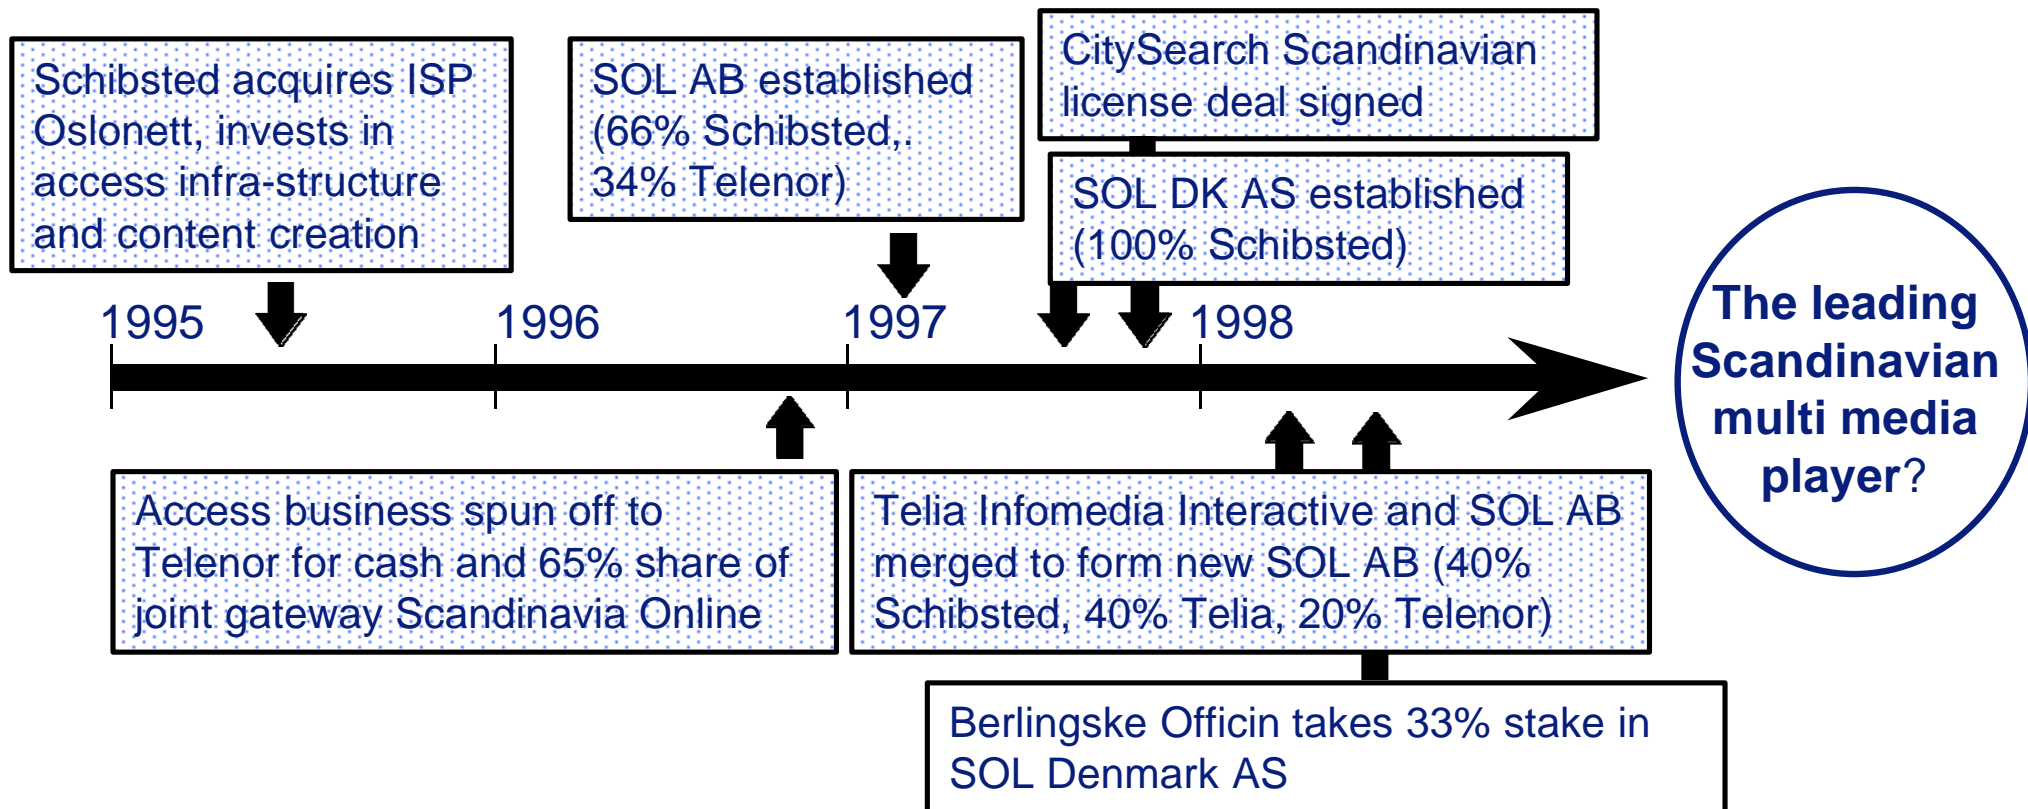 Schibsted acquires ISP
Oslonett, invests in
access infra-structure
and content creation
SOL AB established
(66% Schibsted,.
34% Telenor)
CitySearch Scandinavian
license deal signed
SOL DK AS established
(100% Schibsted)
1995
1996
1997
1998
The leading
Scandinavian
multi media
player?
Access business spun off to
Telenor for cash and 65% share of
joint gateway Scandinavia Online
Telia Infomedia Interactive and SOL AB
merged to form new SOL AB (40%
Schibsted, 40% Telia, 20% Telenor)
Berlingske Officin takes 33% stake in
SOL Denmark AS